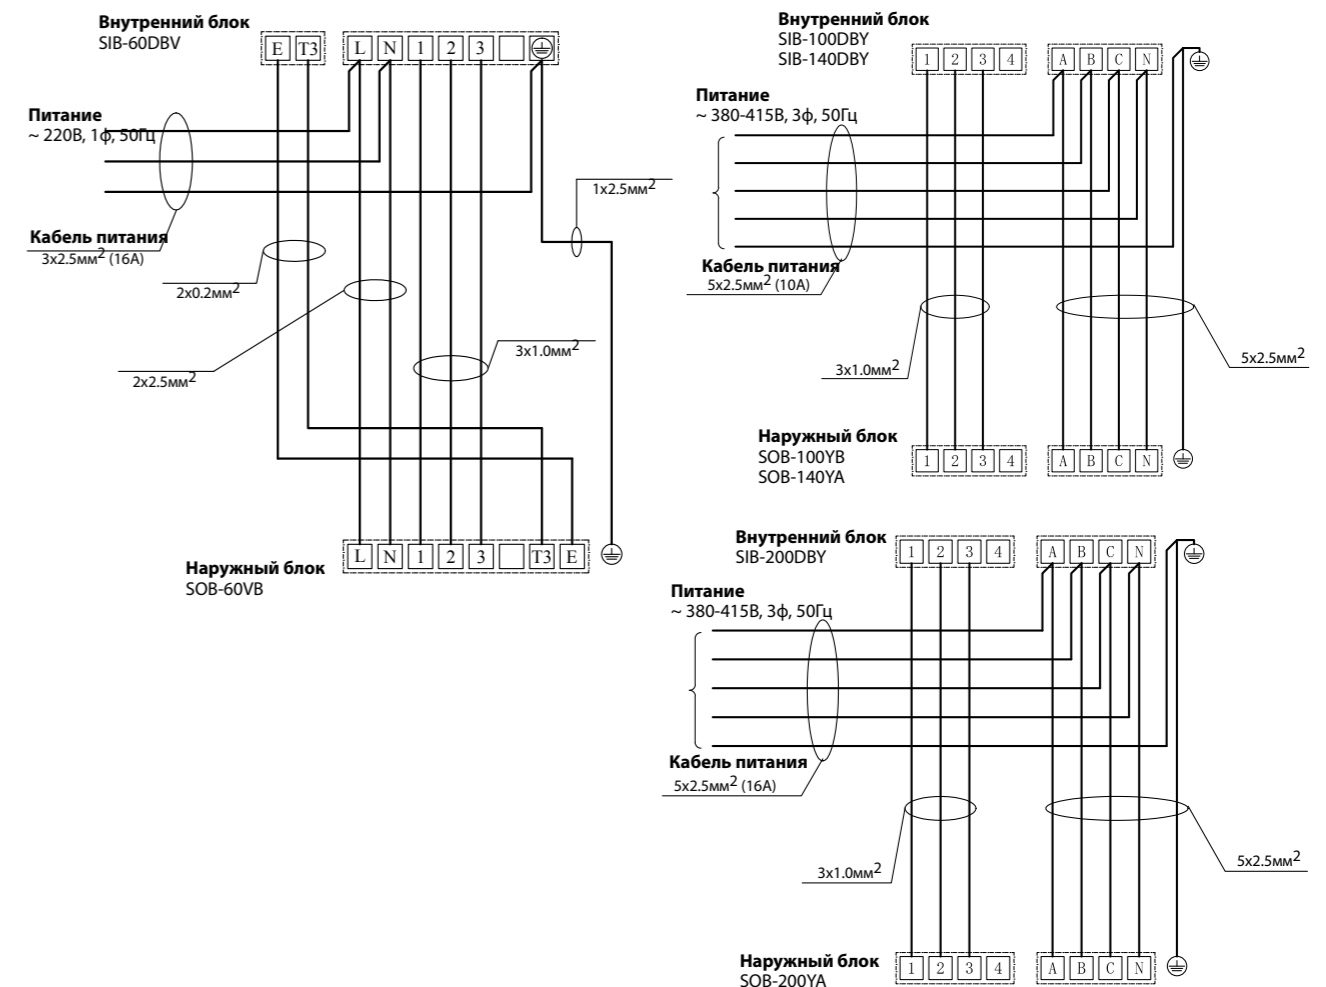 Внутренний блок
SIB-60DBV
E T3 L N 1 2 3
Питание
~ 220В, 1ф, 50Гц
1x2.5мм2
Кабель питания
3x2.5мм2 (16А)
2x0.2мм2
3x1.0мм2
2x2.5мм2
Наружный блок
SOB-60VB
L N 1 2 3 T3 E
Внутренний блок
SIB-100DBY
SIB-140DBY
1 2 3 4 A B C N
Питание
~ 380-415В, 3ф, 50Гц
Кабель питания
5x2.5мм2 (10А)
3x1.0мм2
5x2.5мм2
Наружный блок
SOB-100YB
SOB-140YA
1 2 3 4 A B C N
Внутренний блок
SIB-200DBY
1 2 3 4 A B C N
Питание
~ 380-415В, 3ф, 50Гц
Кабель питания
5x2.5мм2 (16А)
3x1.0мм2
5x2.5мм2
Наружный блок
SOB-200YA
1 2 3 4 A B C N